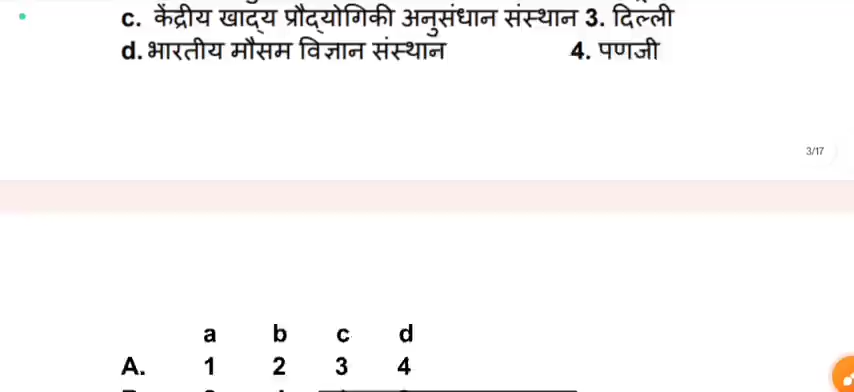 c. केंद्रीय खाद्य प्रौद्योगिकी अनुसंधान संस्थान 3. दिल्ली
d. भारतीय मौसम विज्ञान संस्थान 4. पणजी
3/17
a b c d
A. 1 2 3 4